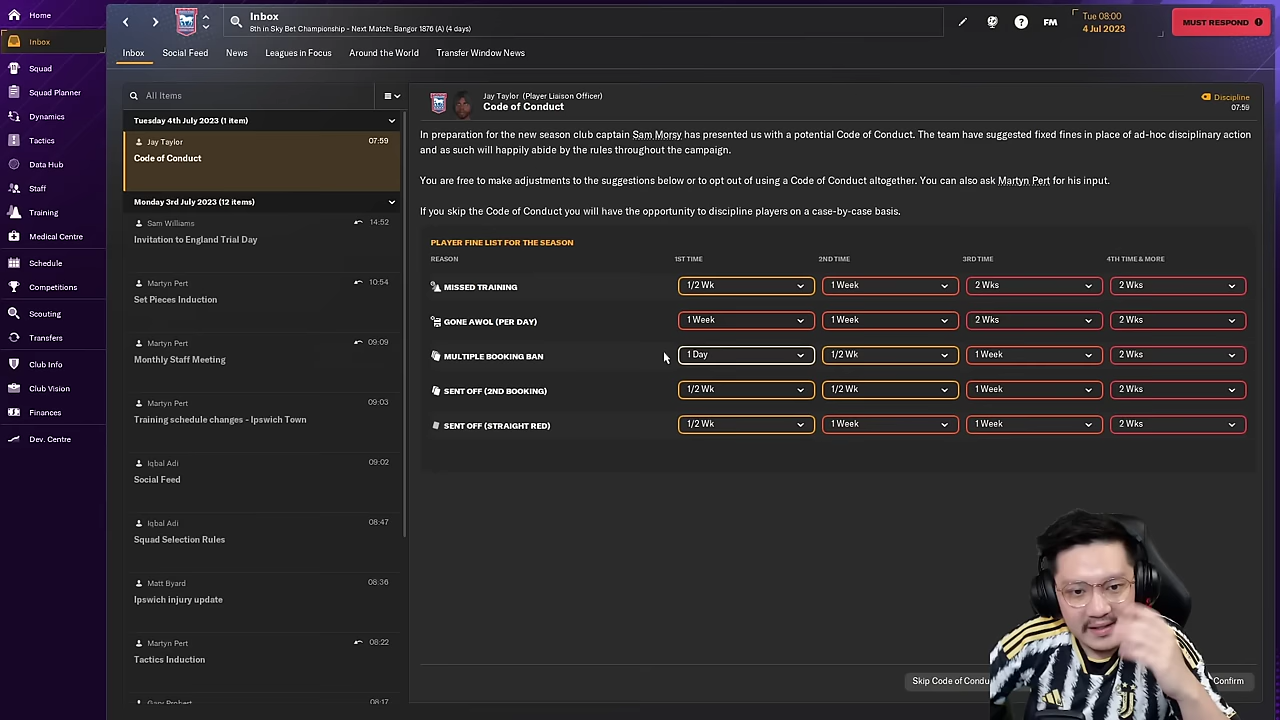 Home
Inbox
Squad
Squad Planner
Dynamics
Tactics
Data Hub
Staff
Training
Medical Centre
Schedule
Competitions
Scouting
Transfers
Club Info
Club Vision
Finances
Dev. Centre
Inbox
8th in Sky Bet Championship - Next Match: Bangor 1876 (A) (4 days)
FM
Tue 08:00
4 Jul 2023
MUST RESPOND
Inbox Social Feed News Leagues in Focus Around the World Transfer Window News
All Items
Tuesday 4th July 2023 (1 item)
Jay Taylor 07:59
Code of Conduct
Monday 3rd July 2023 (12 items)
Sam Williams 14:52
Invitation to England Trial Day
Martyn Pert 10:54
Set Pieces Induction
Martyn Pert 09:09
Monthly Staff Meeting
Martyn Pert 09:03
Training schedule changes - Ipswich Town
Iqbal Adi 09:02
Social Feed
Iqbal Adi 08:47
Squad Selection Rules
Matt Byard 08:36
Ipswich injury update
Martyn Pert 08:22
Tactics Induction
Gary Probert 08:17
Jay Taylor (Player Liaison Officer)
Code of Conduct
Discipline
07:59
In preparation for the new season club captain Sam Morsy has presented us with a potential Code of Conduct. The team have suggested fixed fines in place of ad-hoc disciplinary action
and as such will happily abide by the rules throughout the campaign.
You are free to make adjustments to the suggestions below or to opt out of using a Code of Conduct altogether. You can also ask Martyn Pert for his input.
If you skip the Code of Conduct you will have the opportunity to discipline players on a case-by-case basis.
PLAYER FINE LIST FOR THE SEASON
REASON 1ST TIME 2ND TIME 3RD TIME 4TH TIME & MORE
MISSED TRAINING 1/2 Wk 1 Week 2 Wks 2 Wks
GONE AWOL (PER DAY) 1 Week 1 Week 2 Wks 2 Wks
MULTIPLE BOOKING BAN 1 Day 1/2 Wk 1 Week 2 Wks
SENT OFF (2ND BOOKING) 1/2 Wk 1/2 Wk 1 Week 2 Wks
SENT OFF (STRAIGHT RED) 1/2 Wk 1 Week 1 Week 2 Wks
Skip Code of Condu
Confirm